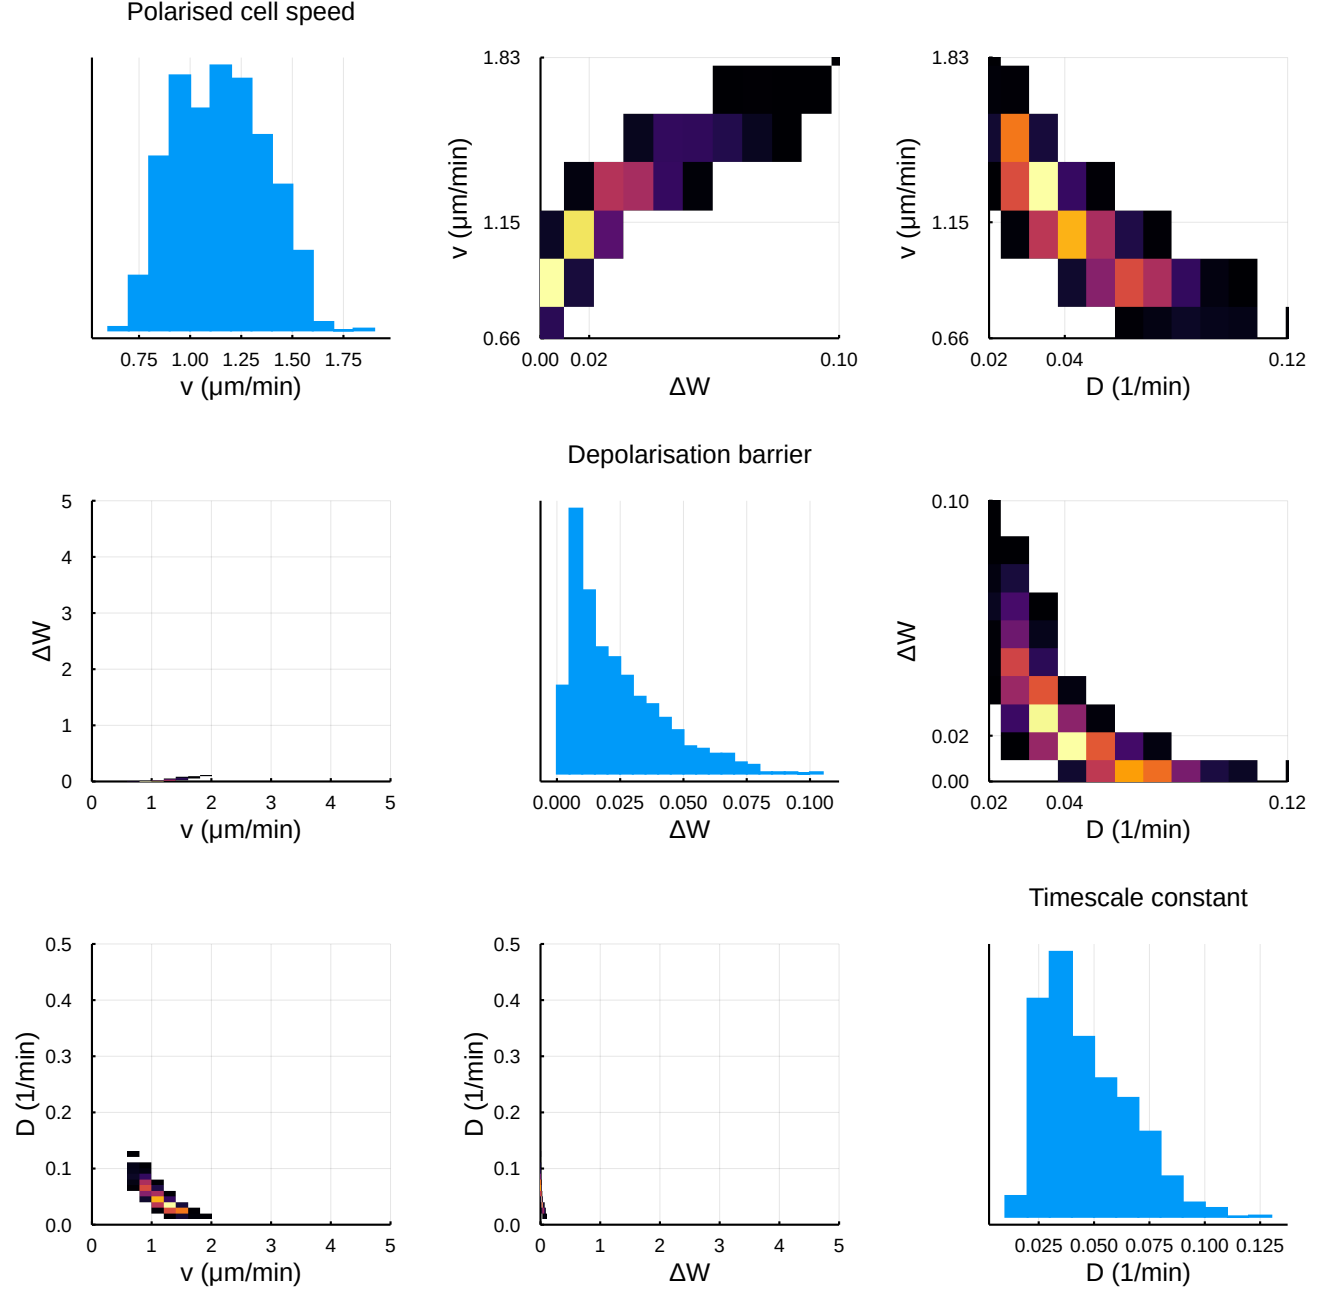 Polarised cell speed
0.75 1.00 1.25 1.50 1.75
v (µm/min)
1.83
1.15
0.66
v (µm/min)
0.00 0.02 0.10
ΔW
1.83
1.15
0.66
v (µm/min)
0.02 0.04 0.12
D (1/min)
5
4
3
2
1
0
ΔW
0 1 2 3 4 5
v (µm/min)
Depolarisation barrier
0.000 0.025 0.050 0.075 0.100
ΔW
0.10
0.02
0.00
ΔW
0.02 0.04 0.12
D (1/min)
0.5
0.4
0.3
0.2
0.1
0.0
D (1/min)
0 1 2 3 4 5
v (µm/min)
0.5
0.4
0.3
0.2
0.1
0.0
D (1/min)
0 1 2 3 4 5
ΔW
Timescale constant
0.025 0.050 0.075 0.100 0.125
D (1/min)